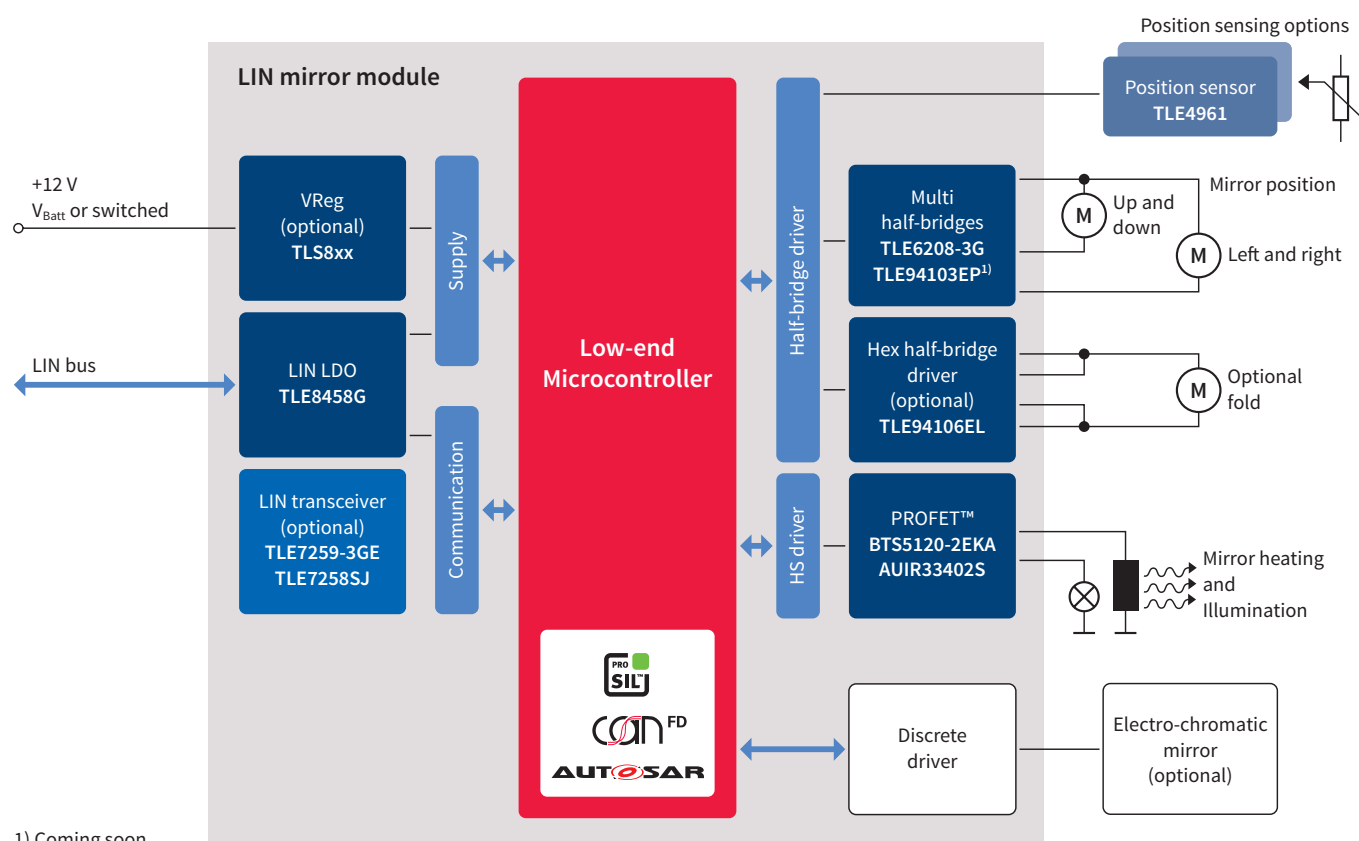 Position sensing options
LIN mirror module
Position sensor
TLE4961
+12 V
V_Batt or switched
VReg
(optional)
TLS8xx
Supply
LIN bus
LIN LDO
TLE8458G
LIN transceiver
(optional)
TLE7259-3GE
TLE7258SJ
Communication
Low-end
Microcontroller
PRO
SIL™
CAN FD
AUTOSAR
Half-bridge driver
Multi
half-bridges
TLE6208-3G
TLE94103EP¹⁾
Mirror position
M
Up and
down
M
Left and right
Hex half-bridge
driver
(optional)
TLE94106EL
M
Optional
fold
HS driver
PROFET™
BTS5120-2EKA
AUIR33402S
Mirror heating
and
Illumination
Discrete
driver
Electro-chromatic
mirror
(optional)
1) Coming soon